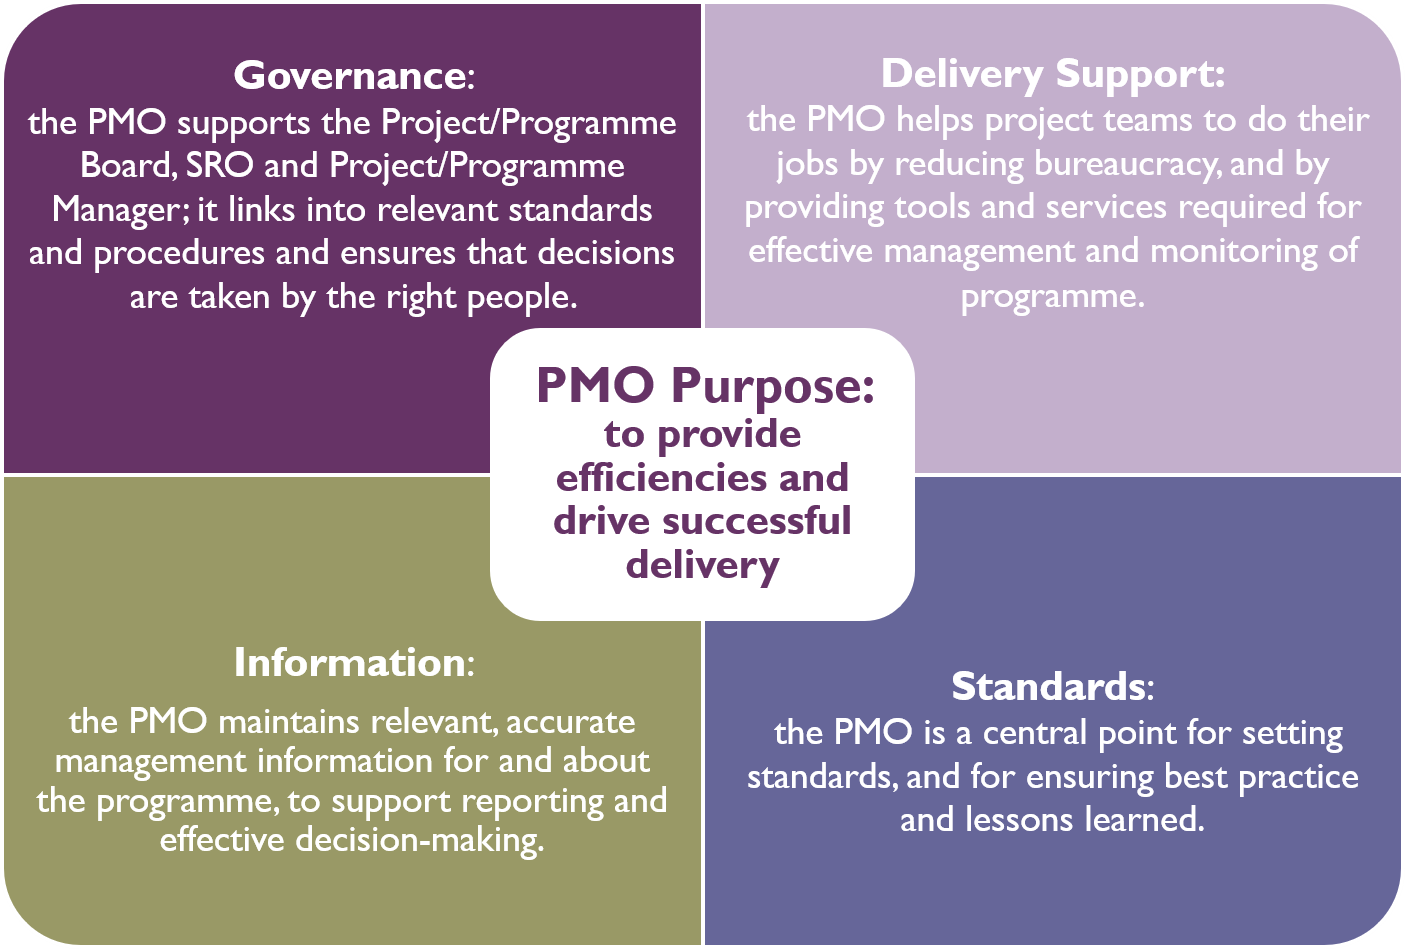 Governance:
the PMO supports the Project/Programme
Board, SRO and Project/Programme
Manager; it links into relevant standards
and procedures and ensures that decisions
are taken by the right people.
Delivery Support:
the PMO helps project teams to do their
jobs by reducing bureaucracy, and by
providing tools and services required for
effective management and monitoring of
programme.
PMO Purpose:
to provide
efficiencies and
drive successful
delivery
Information:
the PMO maintains relevant, accurate
management information for and about
the programme, to support reporting and
effective decision-making.
Standards:
the PMO is a central point for setting
standards, and for ensuring best practice
and lessons learned.